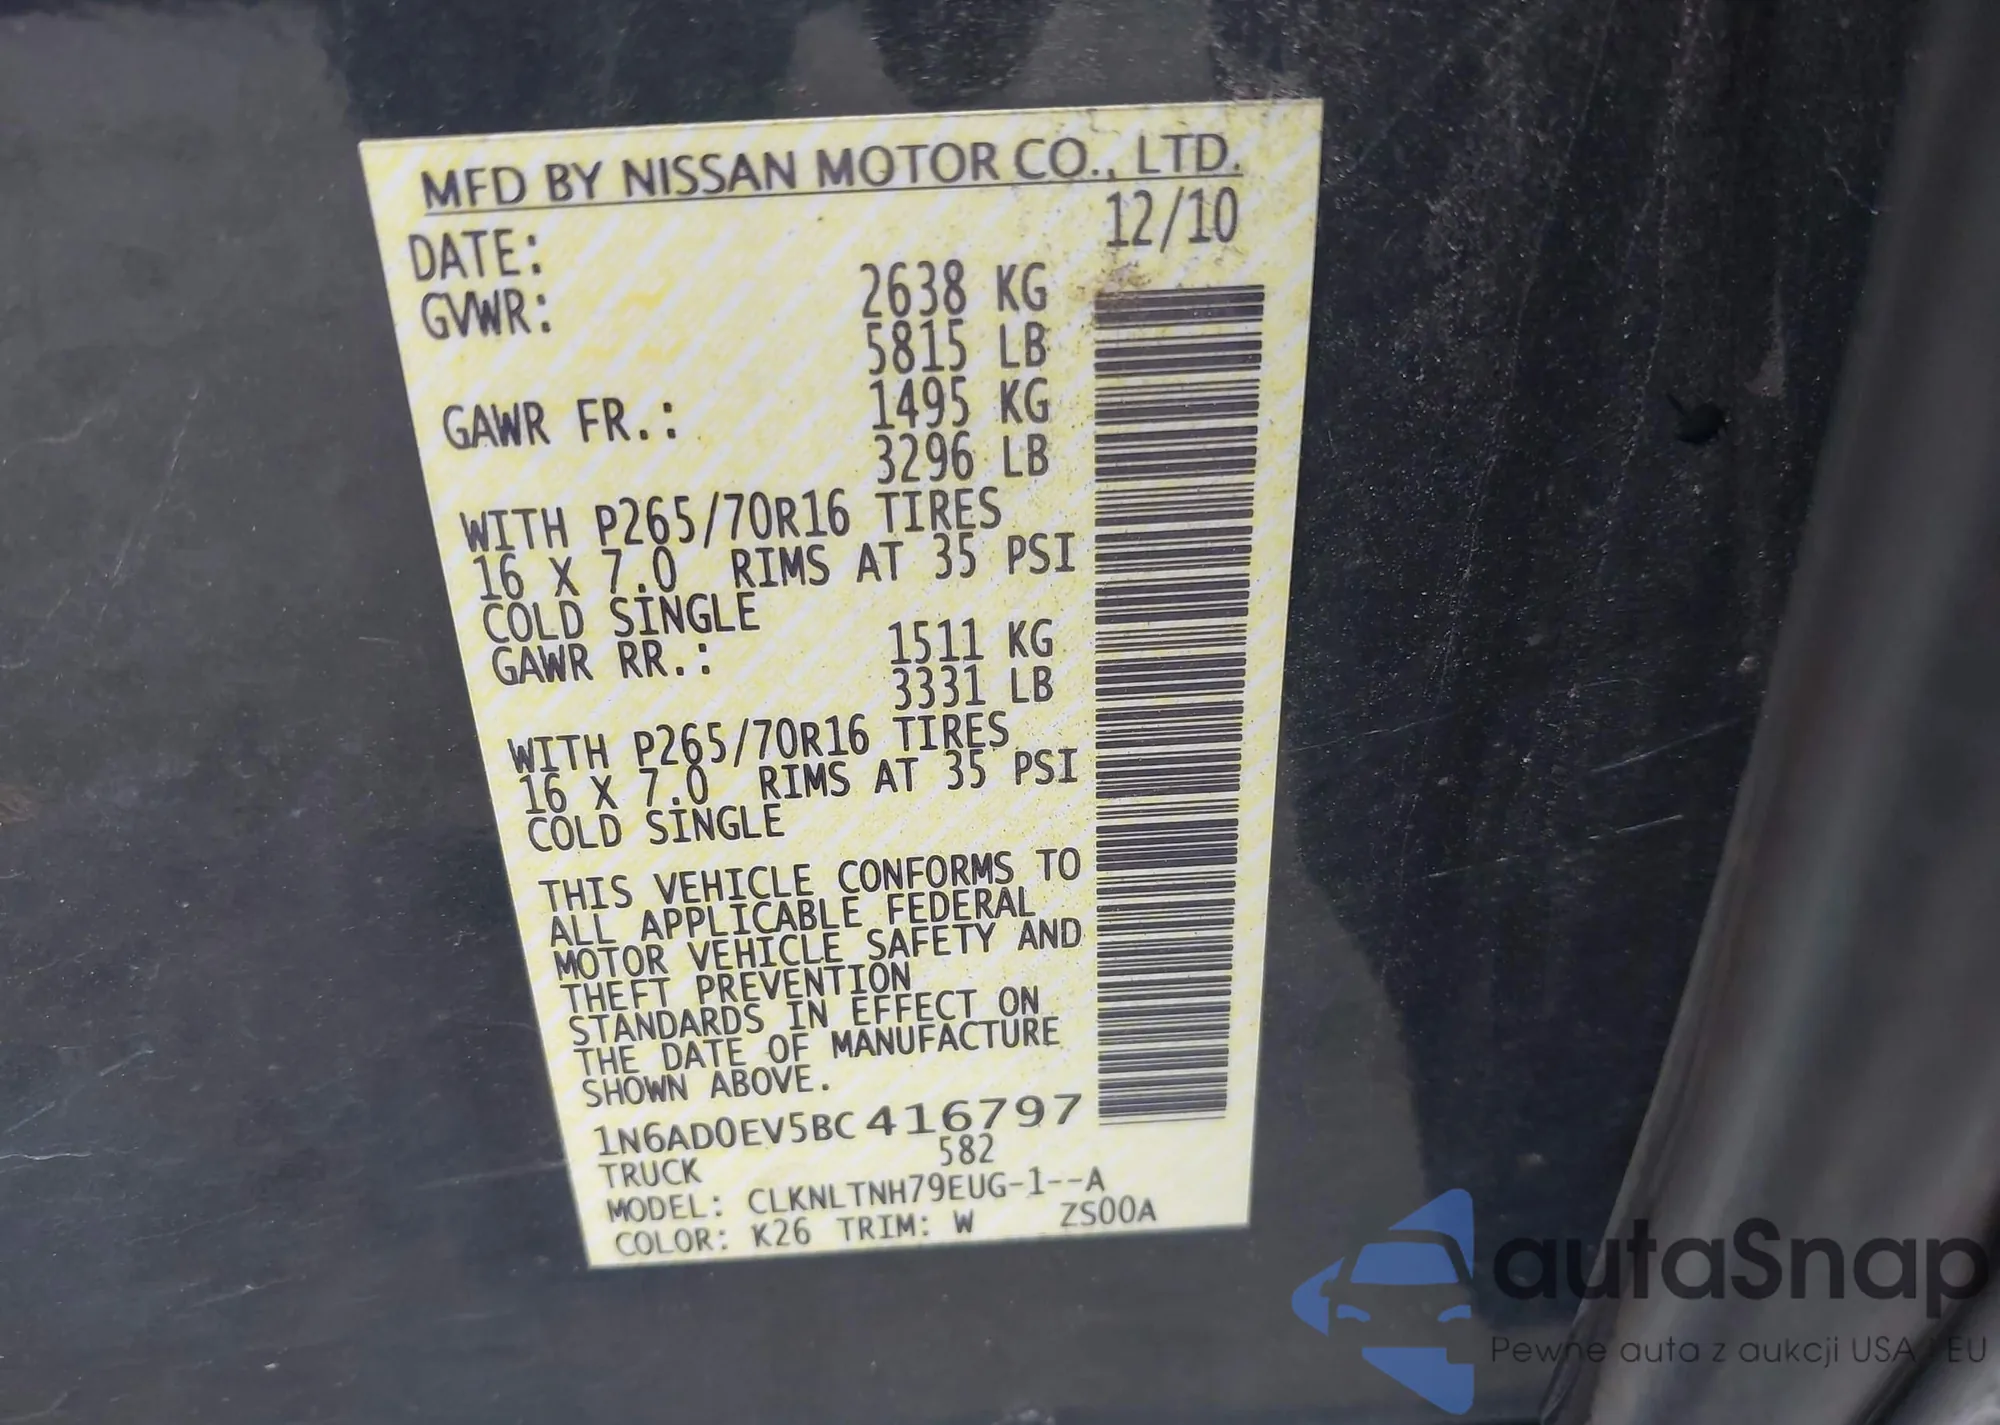 MFD BY NISSAN MOTOR CO., LTD.
DATE: 12/10
GVWR: 2638 KG
5815 LB
GAWR FR.: 1495 KG
3296 LB
WITH P265/70R16 TIRES
16 X 7.0 RIMS AT 35 PSI
COLD SINGLE
GAWR RR.: 1511 KG
3331 LB
WITH P265/70R16 TIRES
16 X 7.0 RIMS AT 35 PSI
COLD SINGLE
THIS VEHICLE CONFORMS TO
ALL APPLICABLE FEDERAL
MOTOR VEHICLE SAFETY AND
THEFT PREVENTION
STANDARDS IN EFFECT ON
THE DATE OF MANUFACTURE
SHOWN ABOVE.
1N6AD0EV5BC416797
TRUCK 582
MODEL: CLKNLTNH79EUG-1--A
COLOR: K26 TRIM: W ZS00A
autaSnap
Pewne auta z aukcji USA i EU